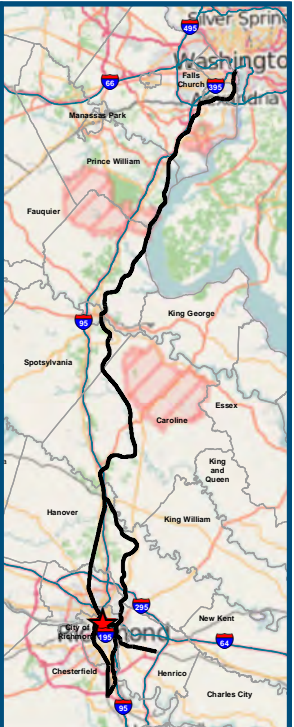 Silver Spring
495
Washingto
66
Falls
Church
395
Manassas Park
Prince William
Fauquier
King George
95
Spotsylvania
Essex
Caroline
King
and
Queen
Hanover
King William
295
New Kent
City of
Richmond
195
64
Chesterfield
Henrico
Charles City
95